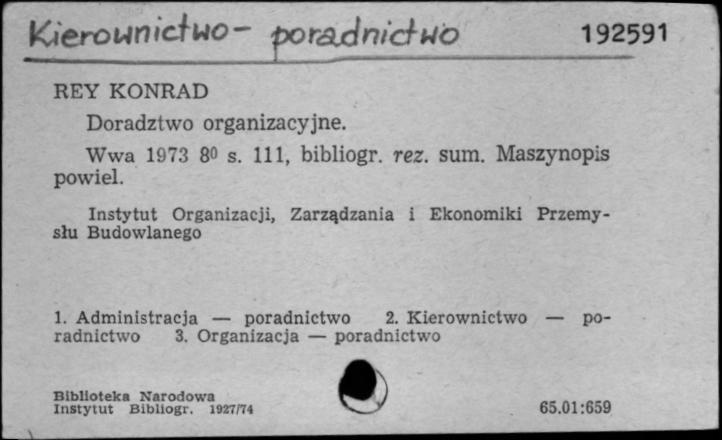 Kierownictwo - poradnictwo 192591
REY KONRAD
Doradztwo organizacyjne.
Wwa 1973 8⁰ s. 111, bibliogr. rez. sum. Maszynopis
powiel.
Instytut Organizacji, Zarządzania i Ekonomiki Przemy-
słu Budowlanego
1. Administracja — poradnictwo 2. Kierownictwo — po-
radnictwo 3. Organizacja — poradnictwo
Biblioteka Narodowa
Instytut Bibliogr. 1927/74 65.01:659